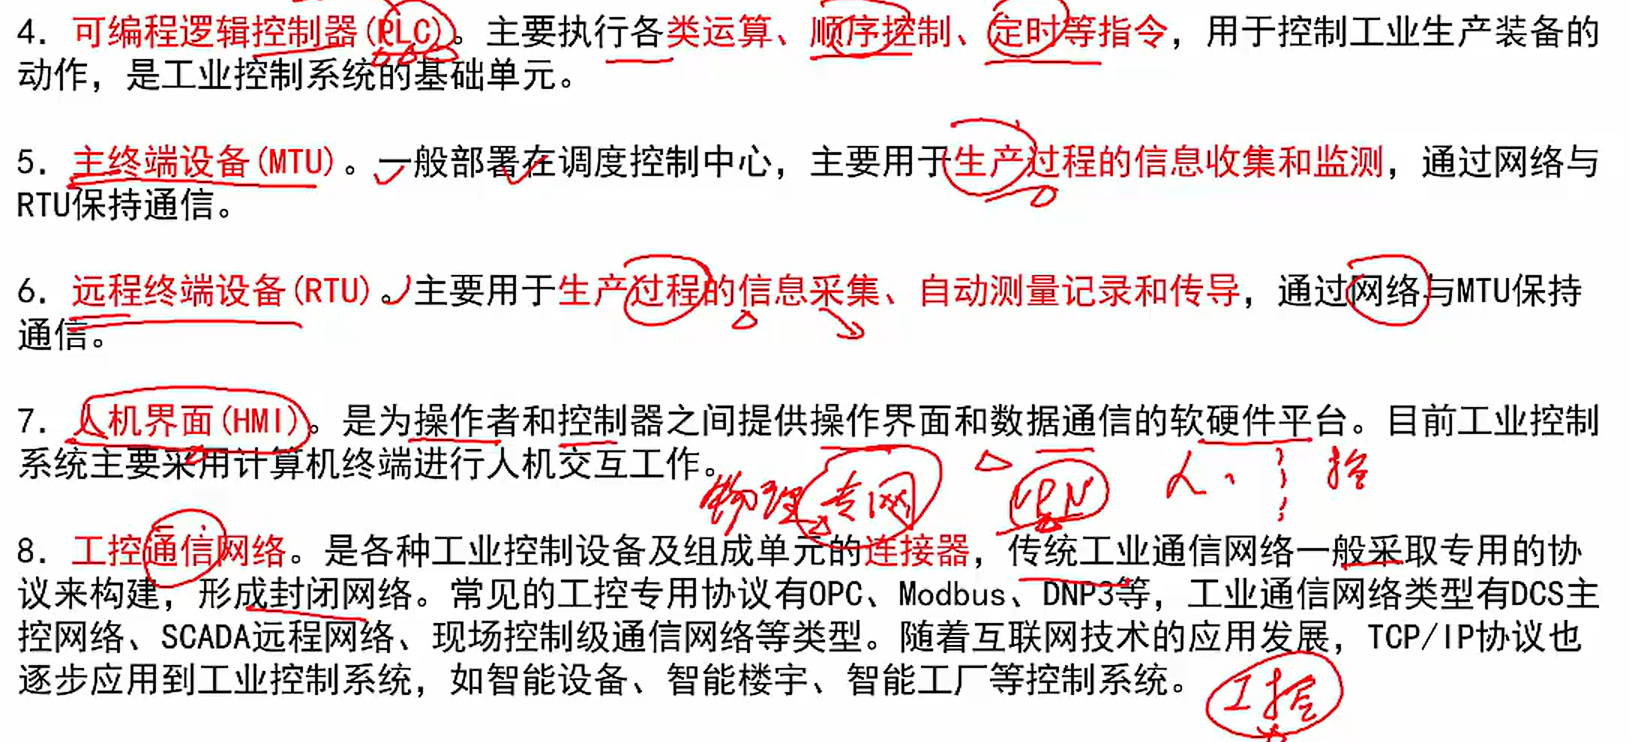 4. 可编程逻辑控制器(PLC)。主要执行各类运算、顺序控制、定时等指令，用于控制工业生产装备的
动作，是工业控制系统的基础单元。
5. 主终端设备(MTU)。一般部署在调度控制中心，主要用于生产过程的信息收集和监测，通过网络与
RTU保持通信。
6. 远程终端设备(RTU)。主要用于生产过程的信息采集、自动测量记录和传导，通过网络与MTU保持
通信。
7. 人机界面(HMI)。是为操作者和控制器之间提供操作界面和数据通信的软硬件平台。目前工业控制
系统主要采用计算机终端进行人机交互工作。
物理 专网 VPN 人、 控
8. 工控通信网络。是各种工业控制设备及组成单元的连接器，传统工业通信网络一般采取专用的协
议来构建，形成封闭网络。常见的工控专用协议有OPC、Modbus、DNP3等，工业通信网络类型有DCS主
控网络、SCADA远程网络、现场控制级通信网络等类型。随着互联网技术的应用发展，TCP/IP协议也
逐步应用到工业控制系统，如智能设备、智能楼宇、智能工厂等控制系统。
工控